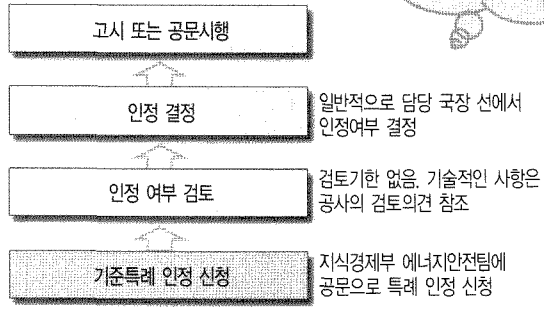 고시 또는 공문시행
인정 결정
일반적으로 담당 국장 선에서
인정여부 결정
인정 여부 검토
검토기한 없음. 기술적인 사항은
공사의 검토의견 참조
기준특례 인정 신청
지식경제부 에너지안전팀에
공문으로 특례 인정 신청